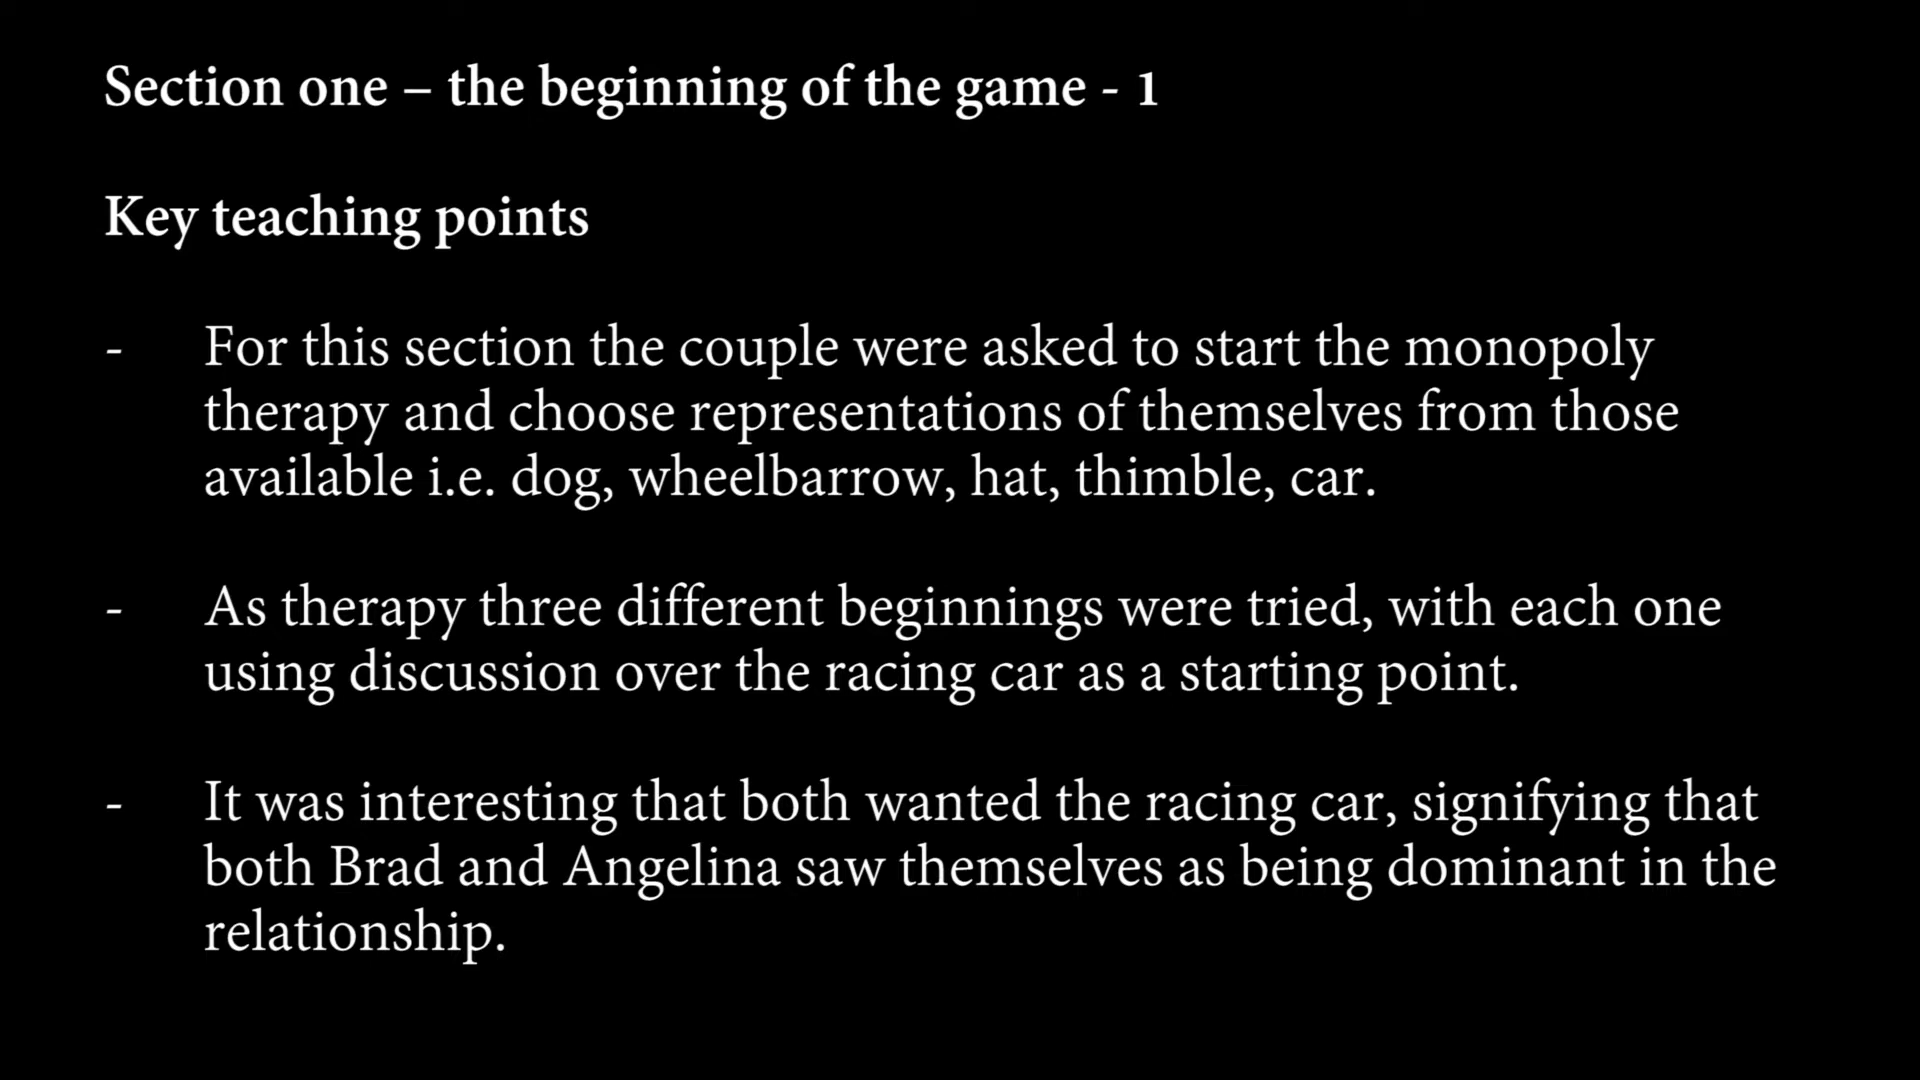 Section one – the beginning of the game - 1
Key teaching points
- For this section the couple were asked to start the monopoly
therapy and choose representations of themselves from those
available i.e. dog, wheelbarrow, hat, thimble, car.
- As therapy three different beginnings were tried, with each one
using discussion over the racing car as a starting point.
- It was interesting that both wanted the racing car, signifying that
both Brad and Angelina saw themselves as being dominant in the
relationship.